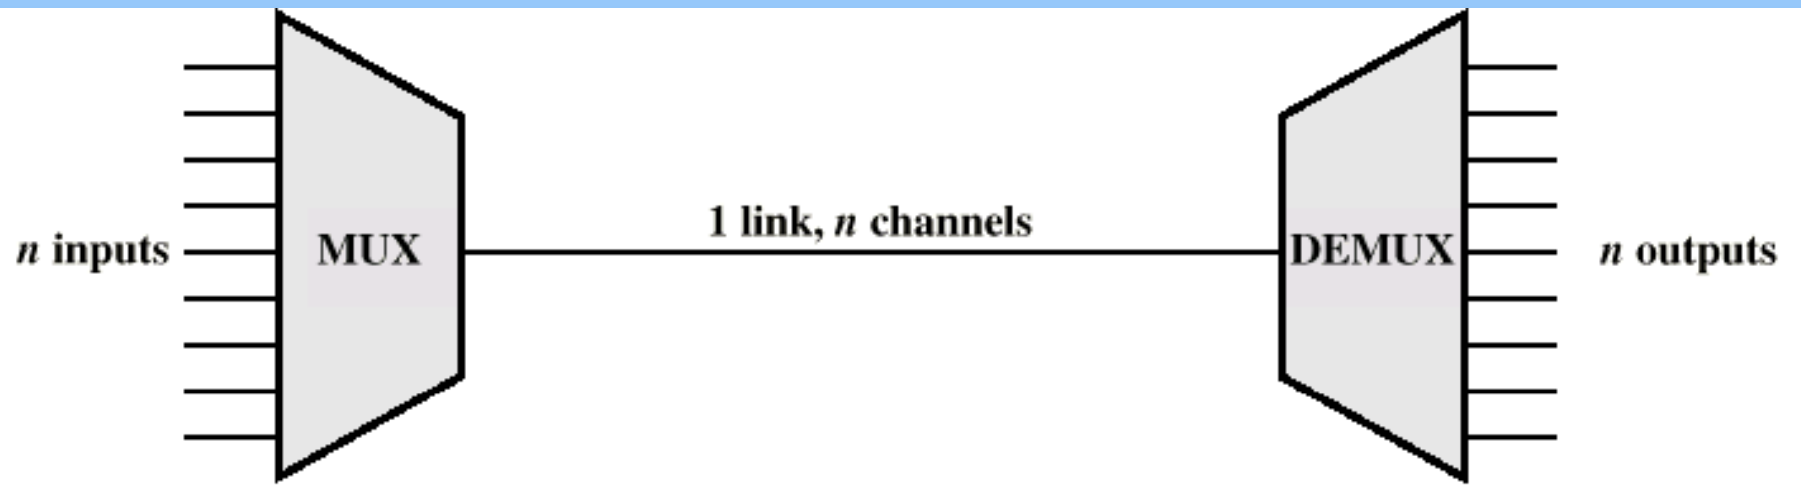 n inputs
MUX
1 link, n channels
DEMUX
n outputs